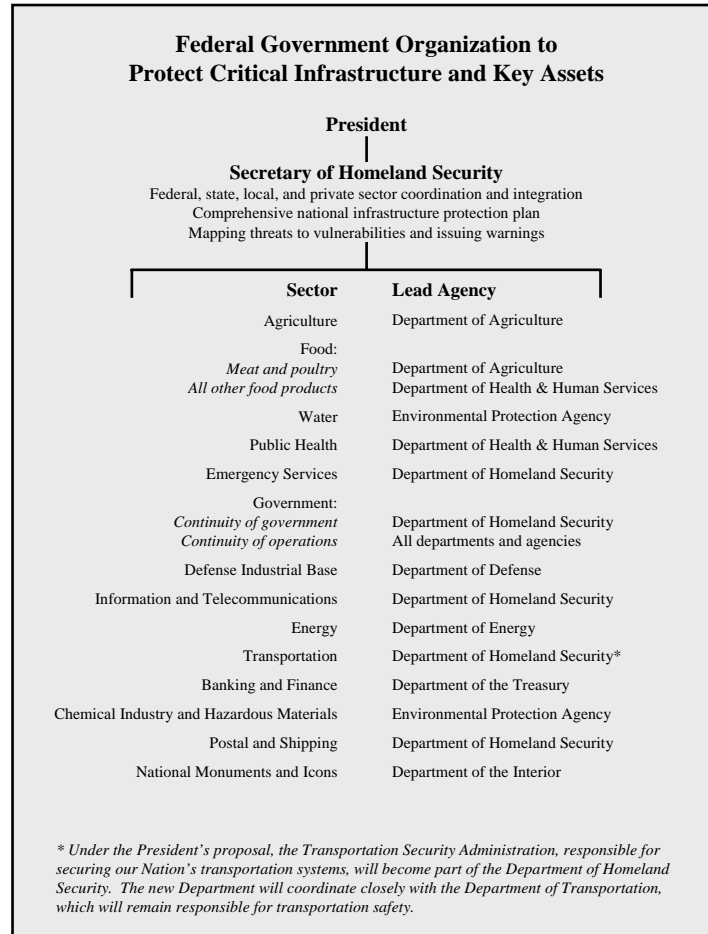 Federal Government Organization to
Protect Critical Infrastructure and Key Assets
President
Secretary of Homeland Security
Federal, state, local, and private sector coordination and integration
Comprehensive national infrastructure protection plan
Mapping threats to vulnerabilities and issuing warnings
Sector Lead Agency
Agriculture Department of Agriculture
Food:
Meat and poultry Department of Agriculture
All other food products Department of Health & Human Services
Water Environmental Protection Agency
Public Health Department of Health & Human Services
Emergency Services Department of Homeland Security
Government:
Continuity of government Department of Homeland Security
Continuity of operations All departments and agencies
Defense Industrial Base Department of Defense
Information and Telecommunications Department of Homeland Security
Energy Department of Energy
Transportation Department of Homeland Security*
Banking and Finance Department of the Treasury
Chemical Industry and Hazardous Materials Environmental Protection Agency
Postal and Shipping Department of Homeland Security
National Monuments and Icons Department of the Interior
* Under the President's proposal, the Transportation Security Administration, responsible for
securing our Nation's transportation systems, will become part of the Department of Homeland
Security. The new Department will coordinate closely with the Department of Transportation,
which will remain responsible for transportation safety.